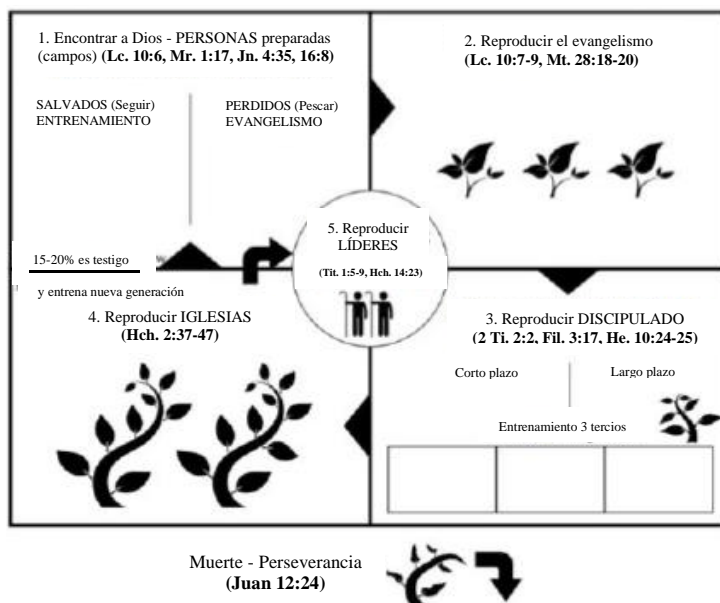 1. Encontrar a Dios - PERSONAS preparadas
(campos) (Lc. 10:6, Mr. 1:17, Jn. 4:35, 16:8)
SALVADOS (Seguir)
ENTRENAMIENTO
PERDIDOS (Pescar)
EVANGELISMO
15-20% es testigo
y entrena nueva generación
2. Reproducir el evangelismo
(Lc. 10:7-9, Mt. 28:18-20)
5. Reproducir
LÍDERES
(Tit. 1:5-9, Hch. 14:23)
4. Reproducir IGLESIAS
(Hch. 2:37-47)
3. Reproducir DISCIPULADO
(2 Ti. 2:2, Fil. 3:17, He. 10:24-25)
Corto plazo
Largo plazo
Entrenamiento 3 tercios
Muerte - Perseverancia
(Juan 12:24)